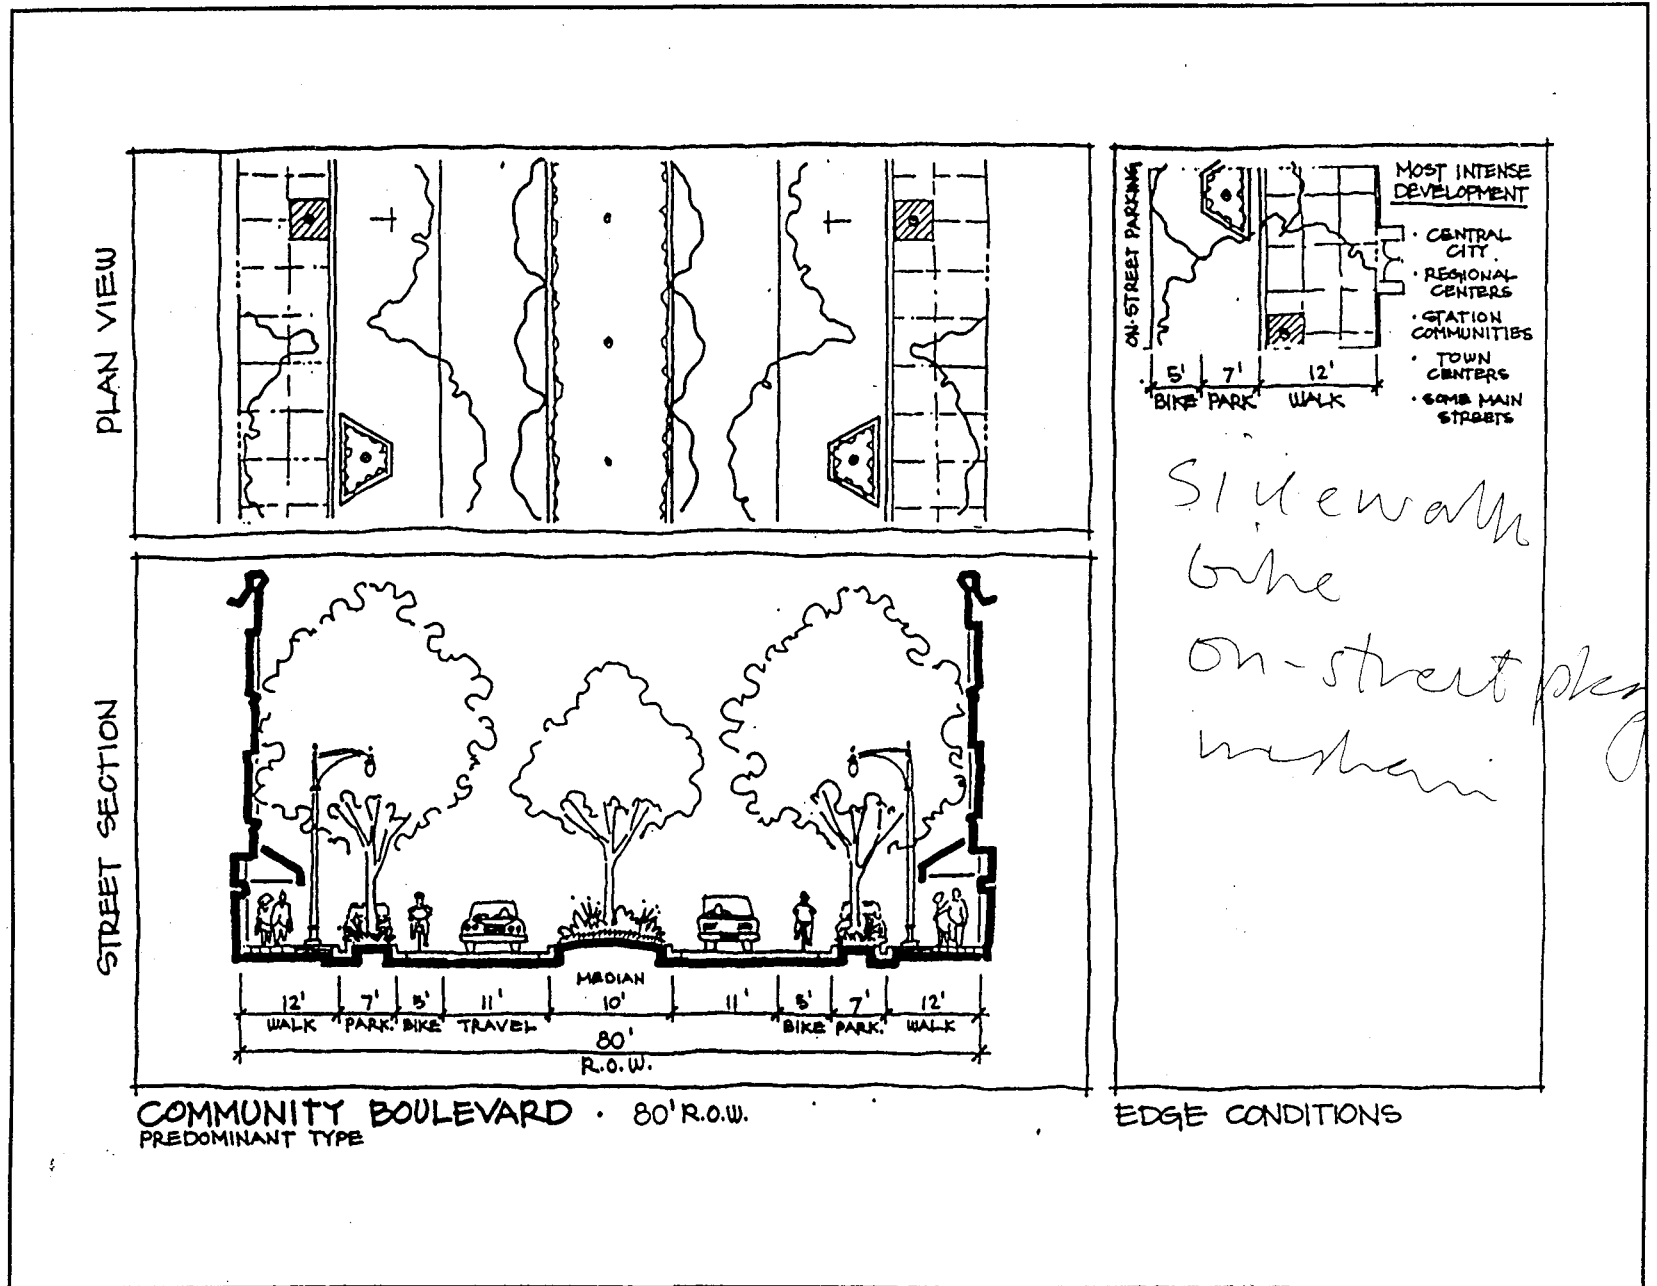 PLAN VIEW
ON-STREET PARKING
MOST INTENSE
DEVELOPMENT
· CENTRAL
CITY.
· REGIONAL
CENTERS
· STATION
COMMUNITIES
· TOWN
CENTERS
· SOME MAIN
STREETS
5' 7' 12'
BIKE PARK WALK
Sidewalk
bike
on-street pkg
STREET SECTION
MEDIAN
12' 7' 5' 11' 10' 11' 5' 7' 12'
WALK PARK. BIKE TRAVEL BIKE PARK. WALK
80'
R.O.W.
COMMUNITY BOULEVARD · 80' R.O.W.
PREDOMINANT TYPE
EDGE CONDITIONS